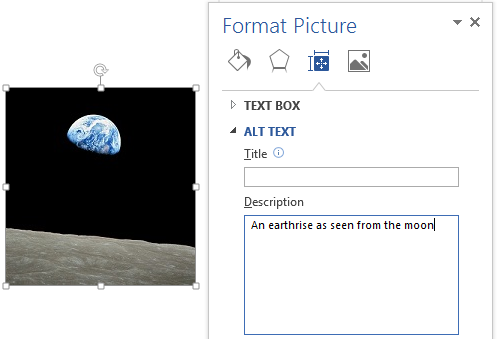 Format Picture
TEXT BOX
ALT TEXT
Title
Description
An earthrise as seen from the moon